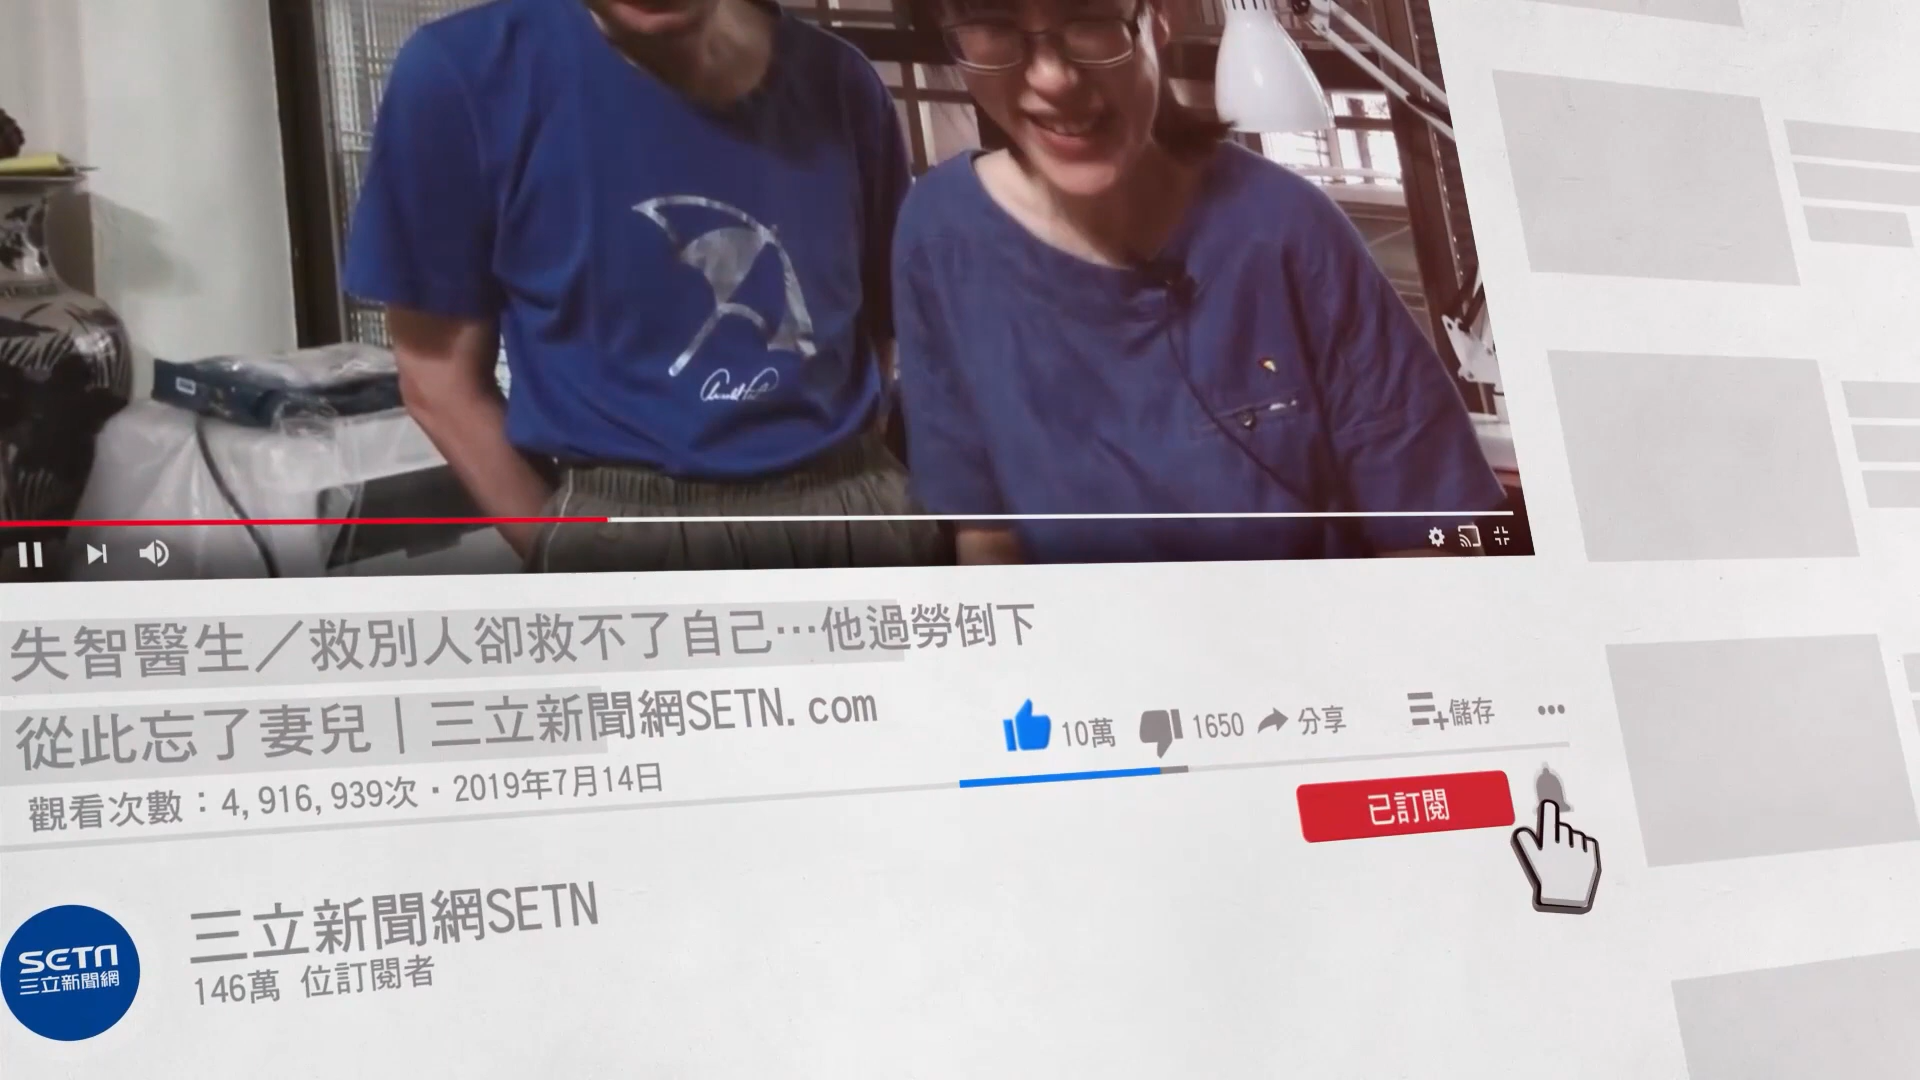 失智醫生／救別人卻救不了自己…他過勞倒下
從此忘了妻兒｜三立新聞網SETN.com
10萬 1650 分享 儲存
觀看次數：4,916,939次・2019年7月14日
已訂閱
三立新聞網SETN
146萬 位訂閱者
SETN
三立新聞網